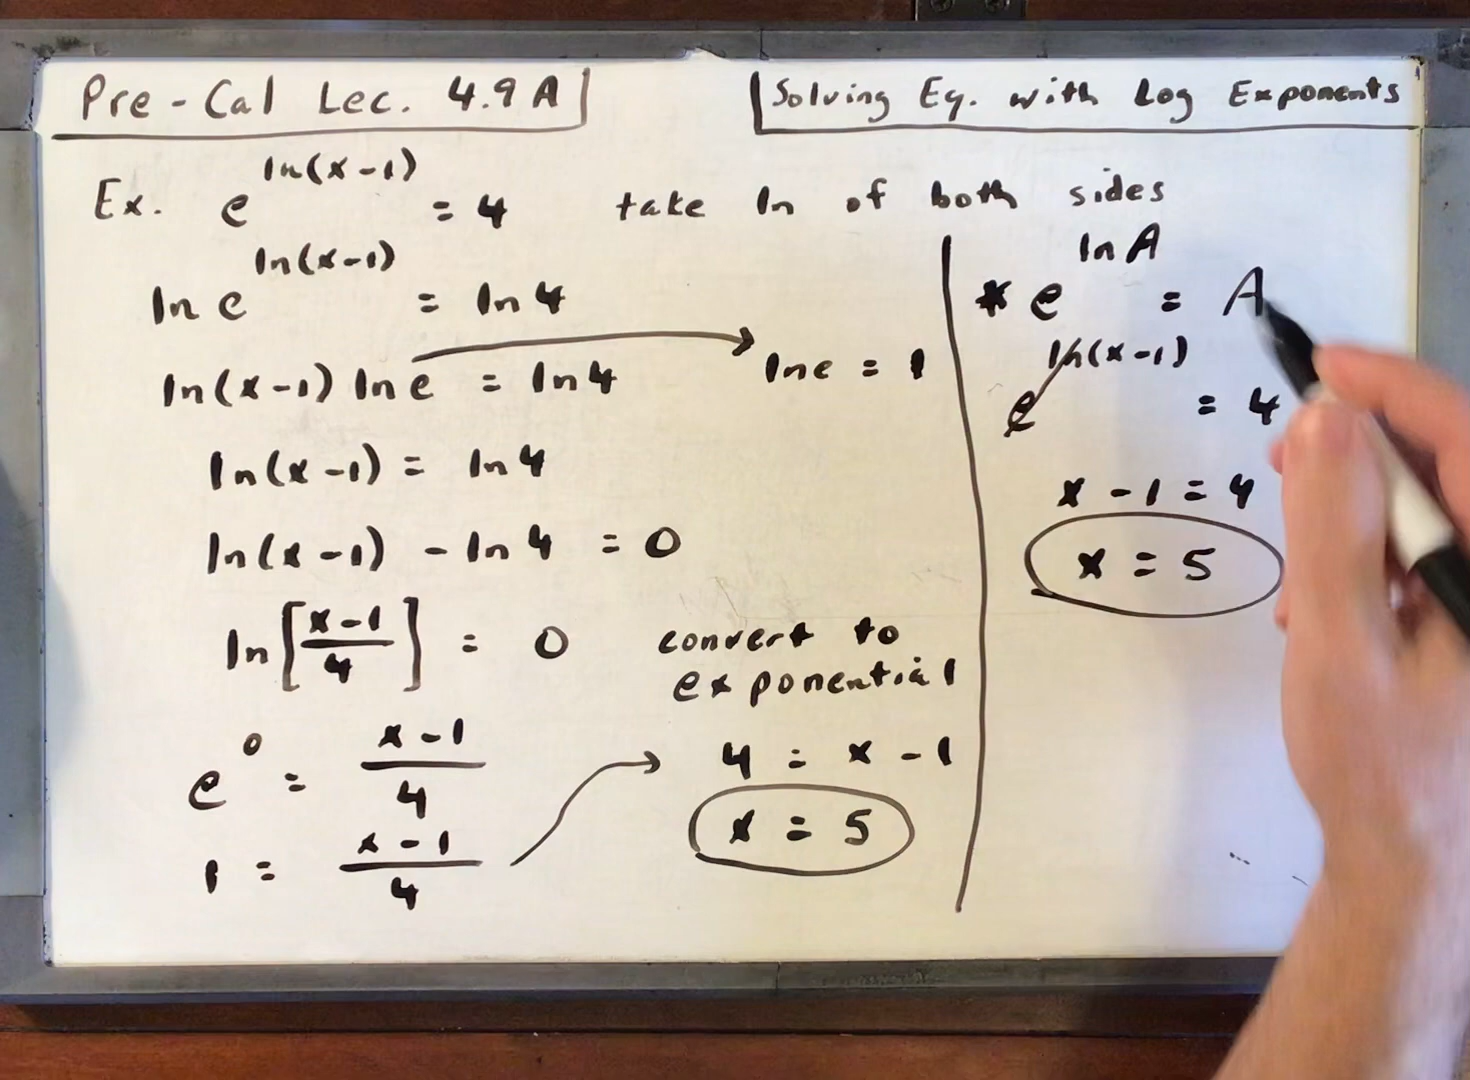 Pre-Cal Lec. 4.9A
Solving Eq. with Log Exponents
Ex. e^ln(x-1) = 4 take ln of both sides
ln e^ln(x-1) = ln 4
ln(x-1) ln e = ln 4
ln e = 1
ln(x-1) = ln 4
ln(x-1) - ln 4 = 0
ln[(x-1)/4] = 0 convert to
exponential
e^0 = (x-1)/4
1 = (x-1)/4
4 = x-1
x = 5
* e^ln A = A
e^ln(x-1) = 4
x-1 = 4
x = 5